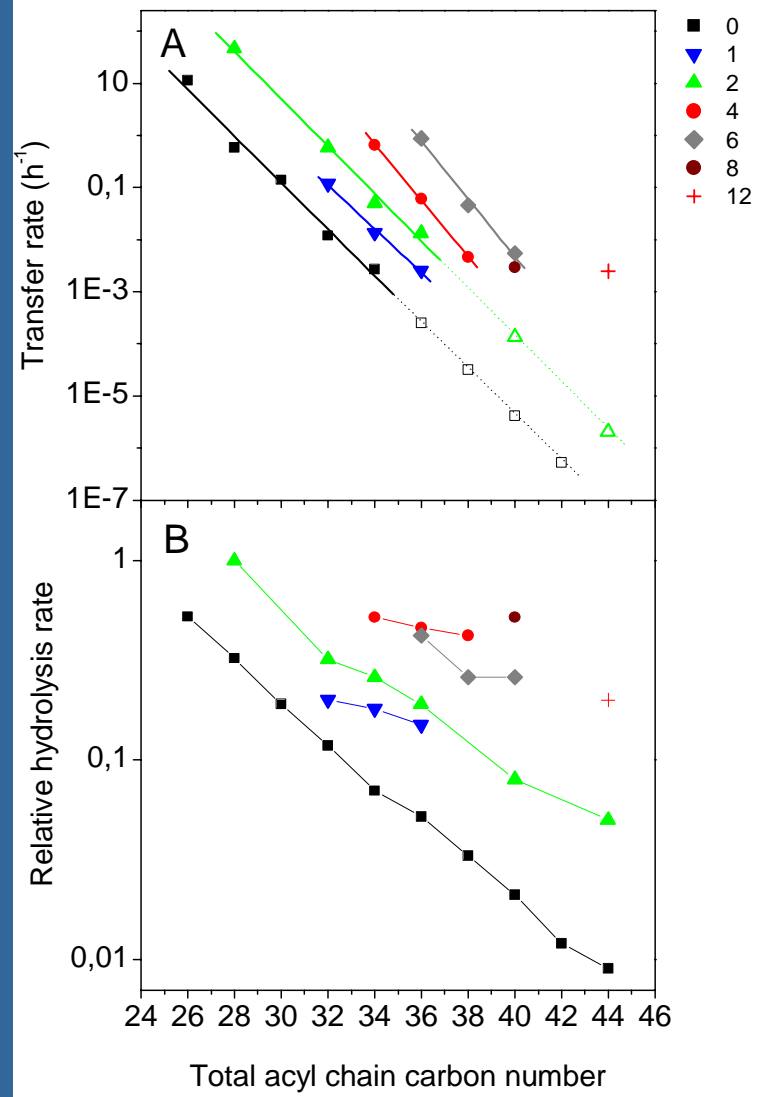 A
0
1
2
4
6
8
12
10
0,1
1E-3
1E-5
1E-7
Transfer rate (h⁻¹)
B
1
0,1
0,01
Relative hydrolysis rate
24 26 28 30 32 34 36 38 40 42 44 46
Total acyl chain carbon number